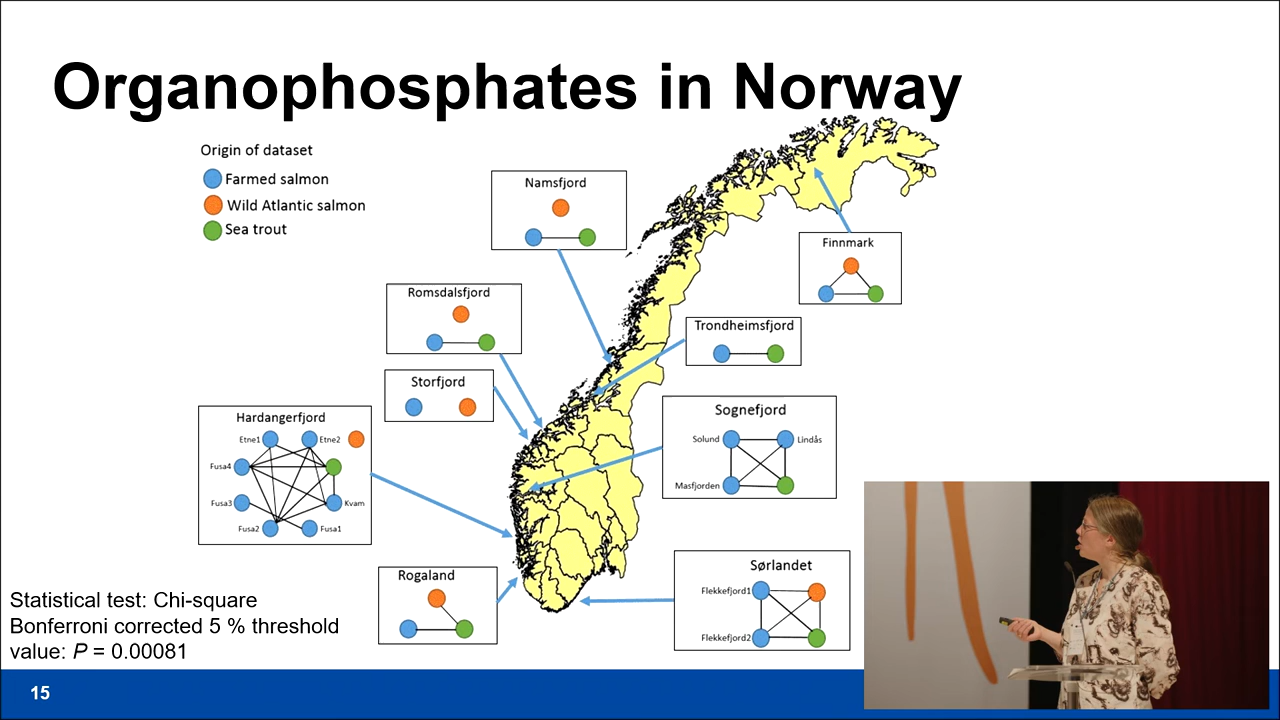 Organophosphates in Norway
Origin of dataset
Farmed salmon
Wild Atlantic salmon
Sea trout
Namsfjord
Finnmark
Romsdalsfjord
Trondheimsfjord
Storfjord
Hardangerfjord
Etne1
Etne2
Fusa4
Fusa3
Kvam
Fusa2
Fusa1
Sognefjord
Solund
Lindås
Masfjorden
Rogaland
Sørlandet
Flekkefjord1
Flekkefjord2
Statistical test: Chi-square
Bonferroni corrected 5 % threshold
value: P = 0.00081
15